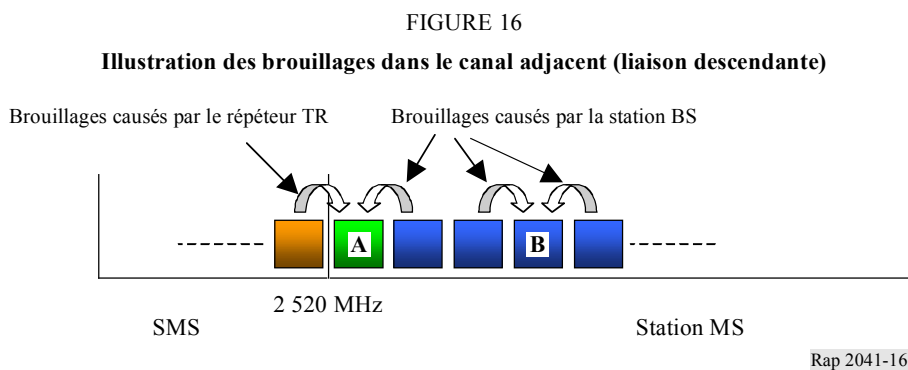 FIGURE 16
Illustration des brouillages dans le canal adjacent (liaison descendante)
Brouillages causés par le répéteur TR
Brouillages causés par la station BS
A
B
2 520 MHz
SMS
Station MS
Rap 2041-16